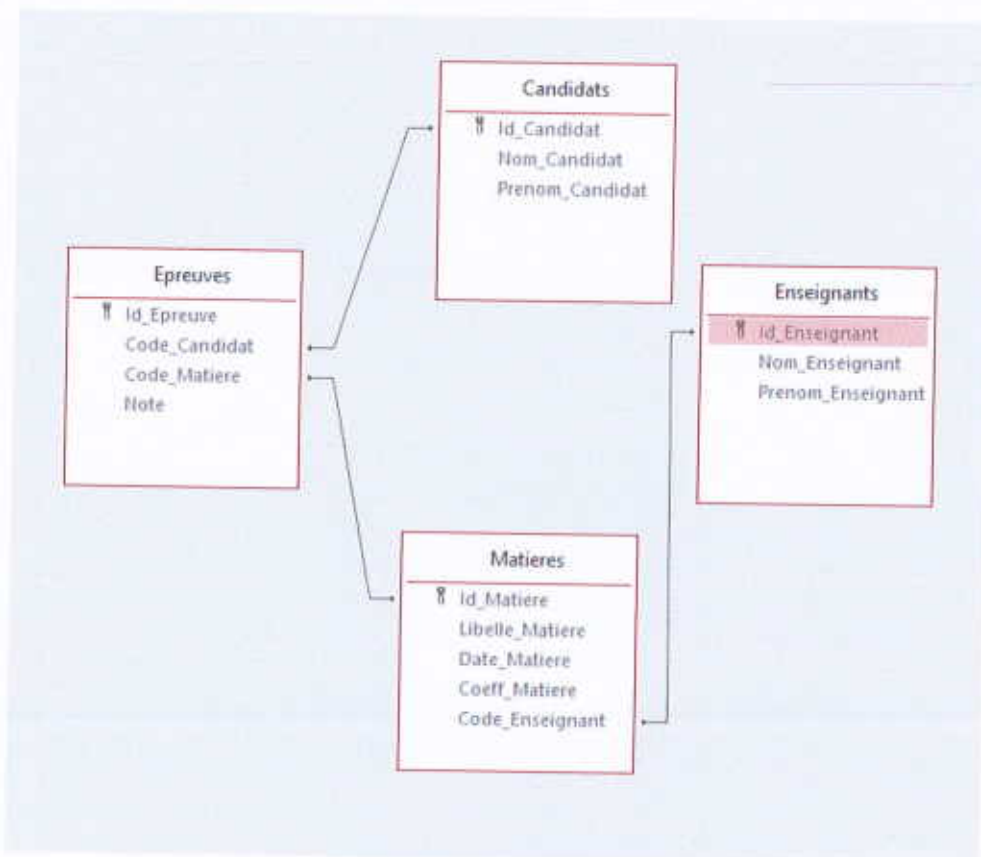 Candidats
Id_Candidat
Nom_Candidat
Prenom_Candidat
Epreuves
Id_Epreuve
Code_Candidat
Code_Matiere
Note
Enseignants
Id_Enseignant
Nom_Enseignant
Prenom_Enseignant
Matieres
Id_Matiere
Libelle_Matiere
Date_Matiere
Coeff_Matiere
Code_Enseignant